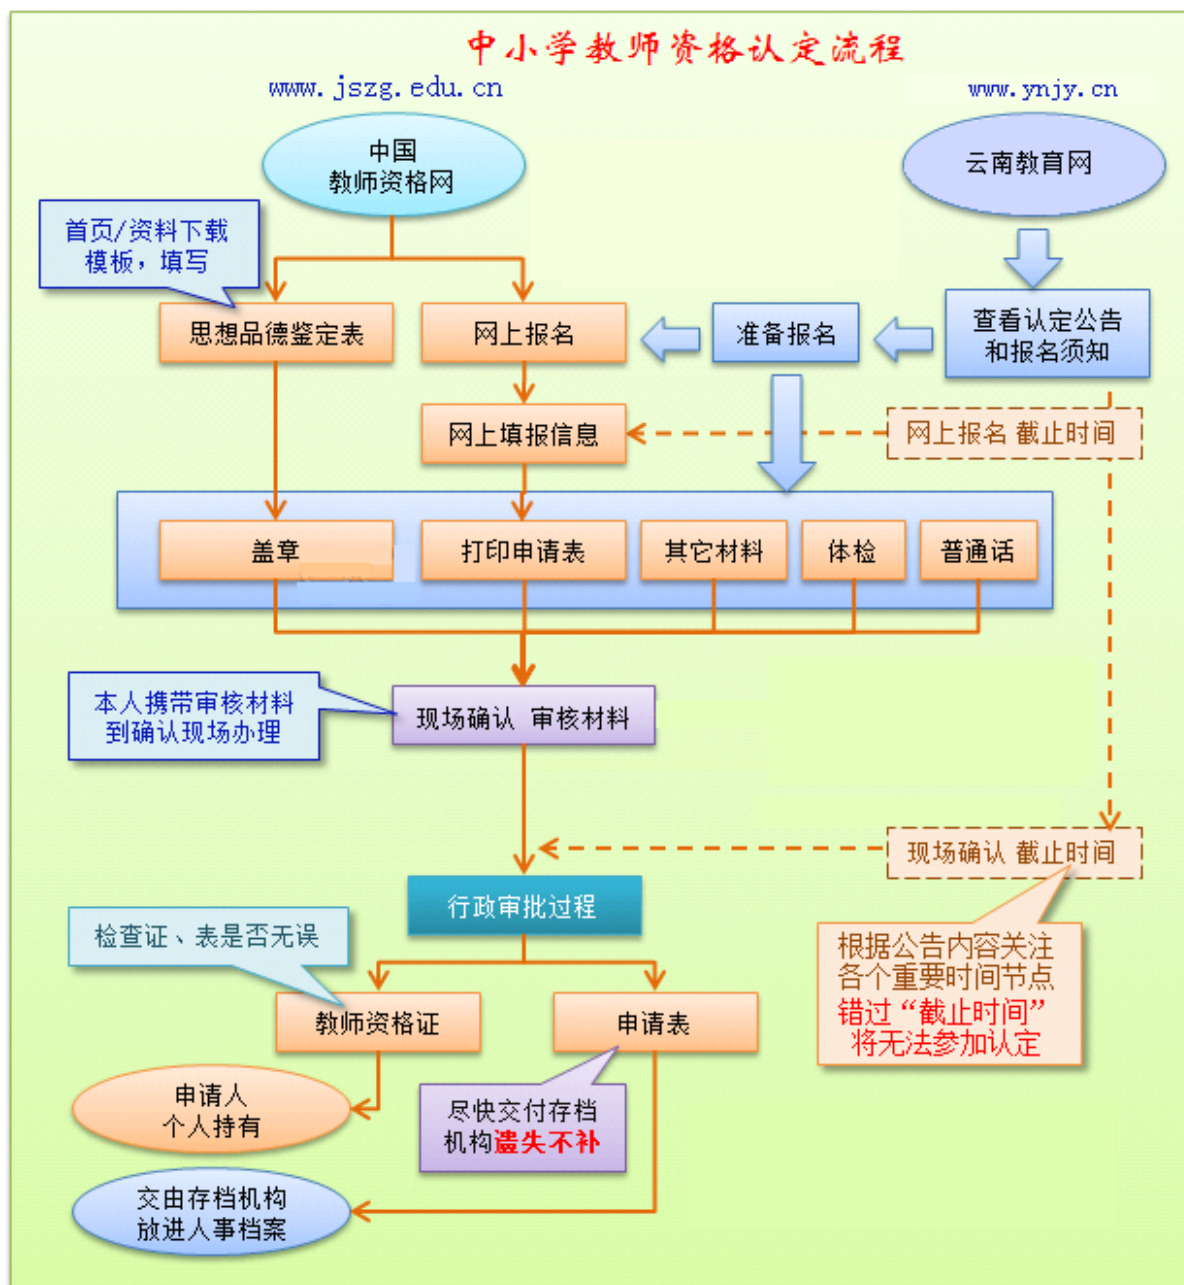 中小学教师资格认定流程
www.jszg.edu.cn
www.ynjy.cn
中国
教师资格网
云南教育网
首页/资料下载
模板，填写
思想品德鉴定表
网上报名
准备报名
查看认定公告
和报名须知
网上填报信息
网上报名 截止时间
盖章
打印申请表
其它材料
体检
普通话
本人携带审核材料
到确认现场办理
现场确认 审核材料
现场确认 截止时间
行政审批过程
检查证、表是否无误
根据公告内容关注
各个重要时间节点
错过“截止时间”
将无法参加认定
教师资格证
申请表
申请人
个人持有
尽快交付存档
机构遗失不补
交由存档机构
放进人事档案